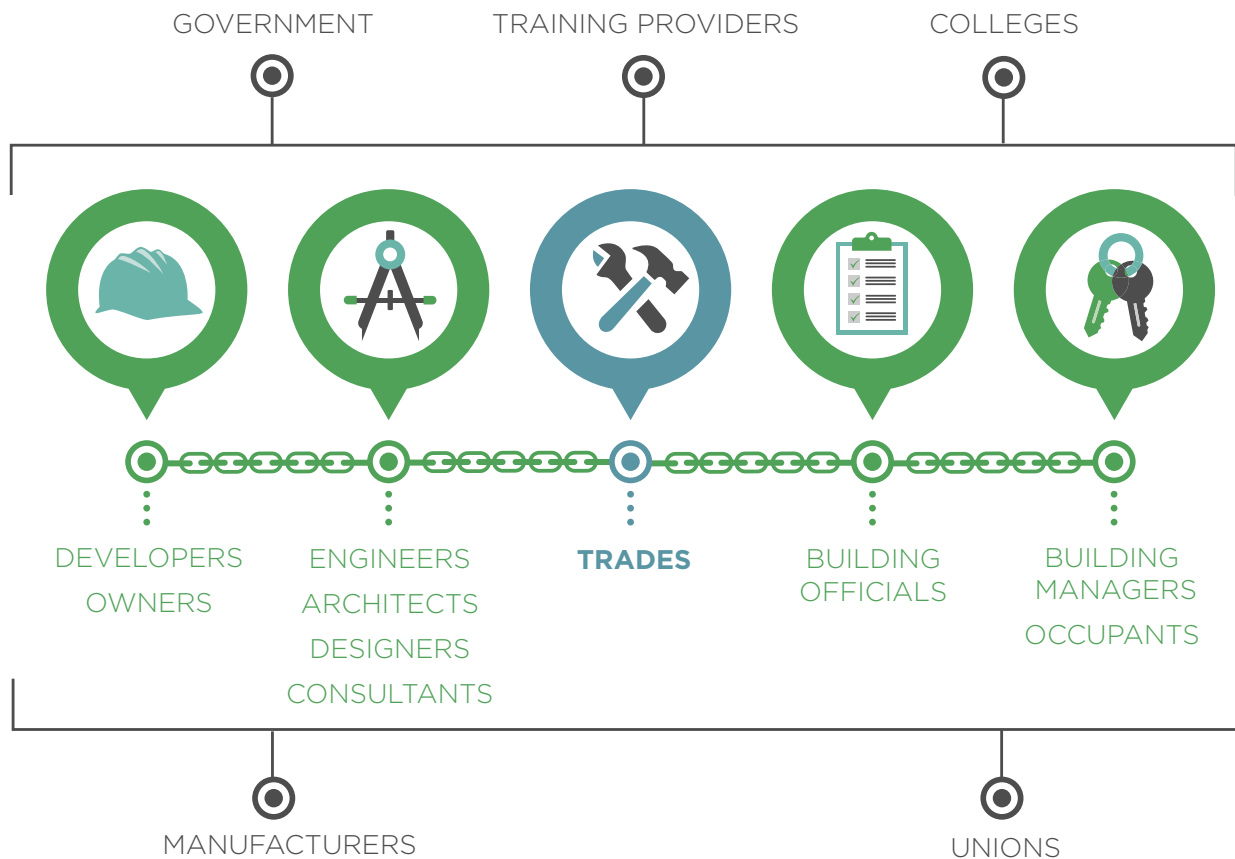 GOVERNMENT
TRAINING PROVIDERS
COLLEGES
DEVELOPERS
OWNERS
ENGINEERS
ARCHITECTS
DESIGNERS
CONSULTANTS
TRADES
BUILDING
OFFICIALS
BUILDING
MANAGERS
OCCUPANTS
MANUFACTURERS
UNIONS